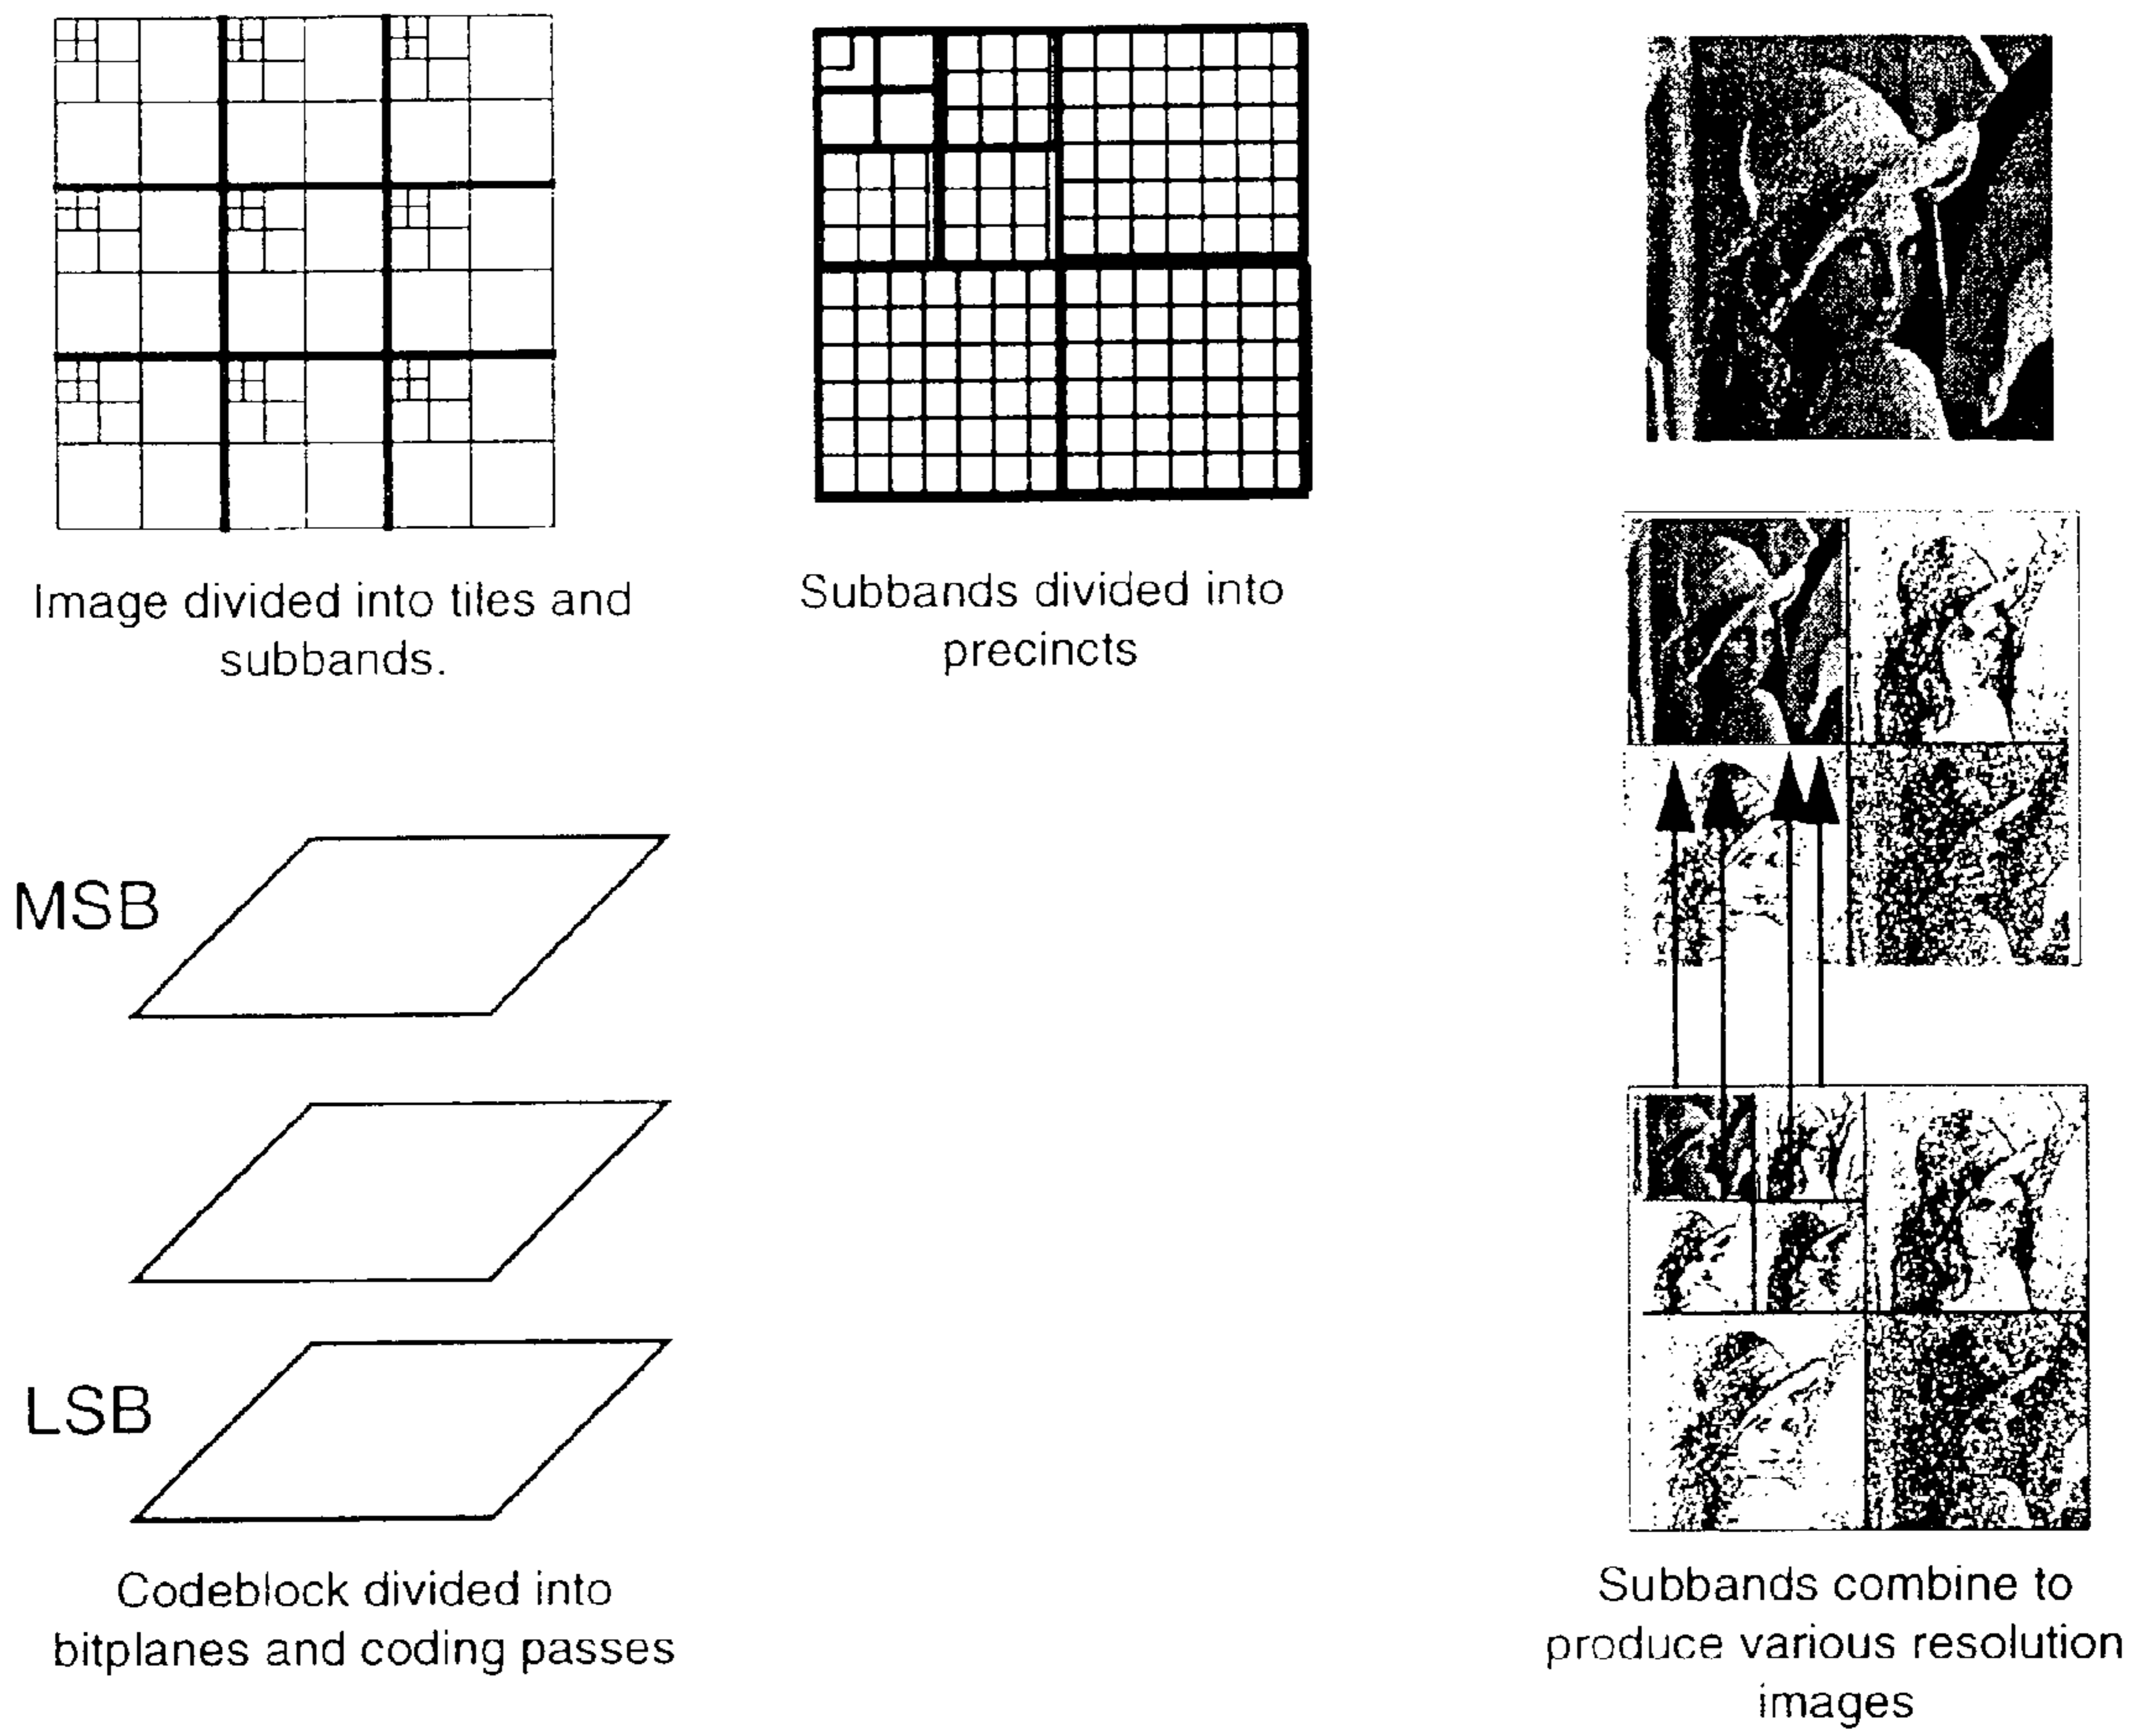 Image divided into tiles and
subbands.
Subbands divided into
precincts
MSB
LSB
Codeblock divided into
bitplanes and coding passes
Subbands combine to
produce various resolution
images